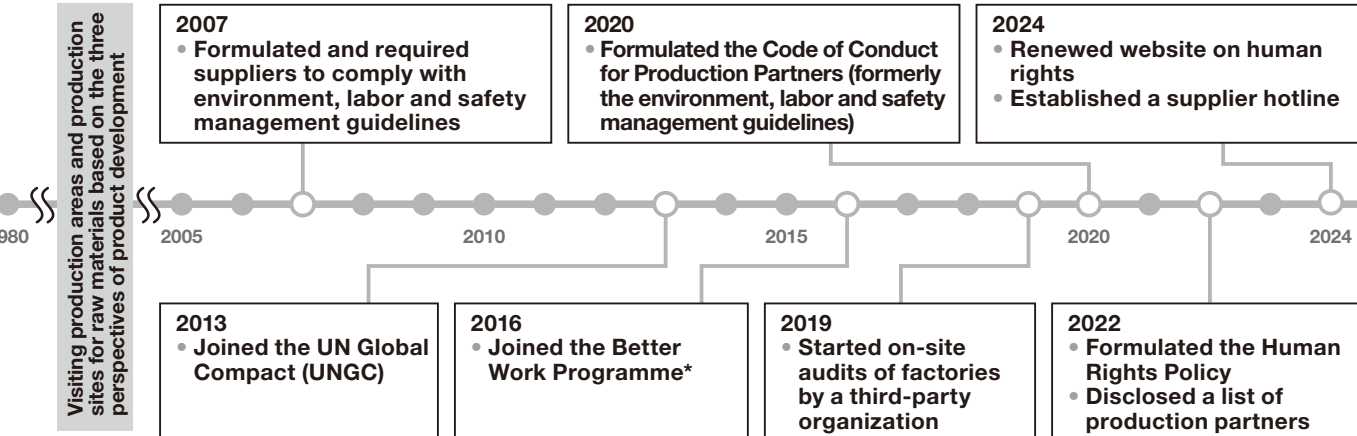 Visiting production areas and production
sites for raw materials based on the three
perspectives of product development
2007
• Formulated and required
suppliers to comply with
environment, labor and safety
management guidelines
2020
• Formulated the Code of Conduct
for Production Partners (formerly
the environment, labor and safety
management guidelines)
2024
• Renewed website on human
rights
• Established a supplier hotline
980
2005
2010
2015
2020
2024
2013
• Joined the UN Global
Compact (UNGC)
2016
• Joined the Better
Work Programme*
2019
• Started on-site
audits of factories
by a third-party
organization
2022
• Formulated the Human
Rights Policy
• Disclosed a list of
production partners